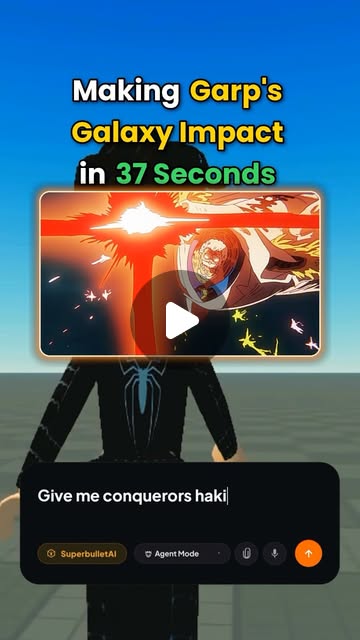 Making Garp's
Galaxy Impact
in 37 Seconds
Give me conquerors haki
SuperbulletAI
Agent Mode